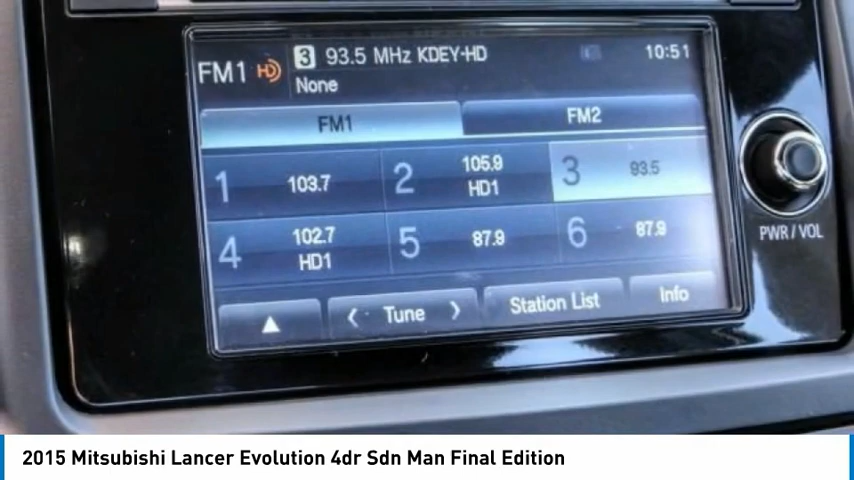 FM1 HD 3 93.5 MHz KDEY-HD 10:51
None
FM1 FM2
1 103.7 2 105.9 HD1 3 93.5
4 102.7 HD1 5 87.9 6 87.9
▲ < Tune > Station List Info
PWR / VOL
2015 Mitsubishi Lancer Evolution 4dr Sdn Man Final Edition